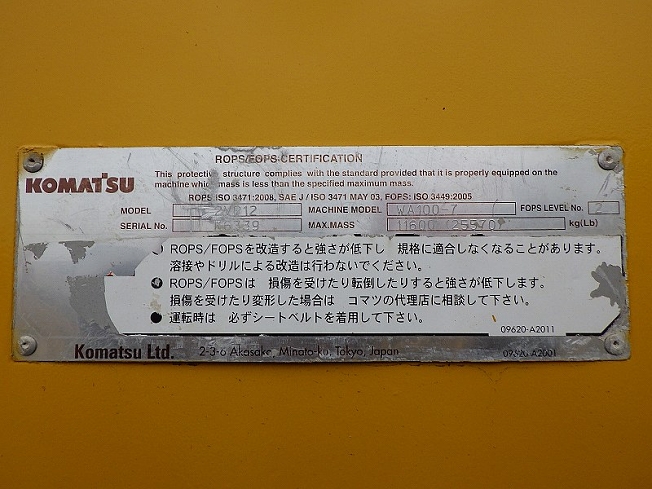 ROPS/FOPS CERTIFICATION
KOMATSU
This protective structure complies with the standard provided that it is properly equipped on the
machine which mass is less than the specified maximum mass.
ROPS: ISO 3471:2008, SAE J / ISO 3471 MAY 03, FOPS: ISO 3449:2005
MODEL MACHINE MODEL WA100-7 FOPS LEVEL No. 2
SERIAL No. MAX.MASS kg(Lb)
ROPS/FOPSを改造すると強さが低下し 規格に適合しなくなることがあります。
溶接やドリルによる改造は行わないでください。
● ROPS/FOPSは 損傷を受けたり転倒したりすると強さが低下します。
損傷を受けたり変形した場合は コマツの代理店に相談して下さい。
● 運転時は 必ずシートベルトを着用して下さい。
09620-A2011
Komatsu Ltd. 2-3-6 Akasaka, Minato-ku, Tokyo, Japan 09620-A2001